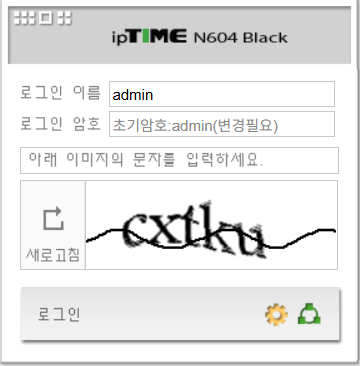 ipTIME N604 Black
로그인 이름 admin
로그인 암호 초기암호:admin(변경필요)
아래 이미지의 문자를 입력하세요.
cxtku
새로고침
로그인